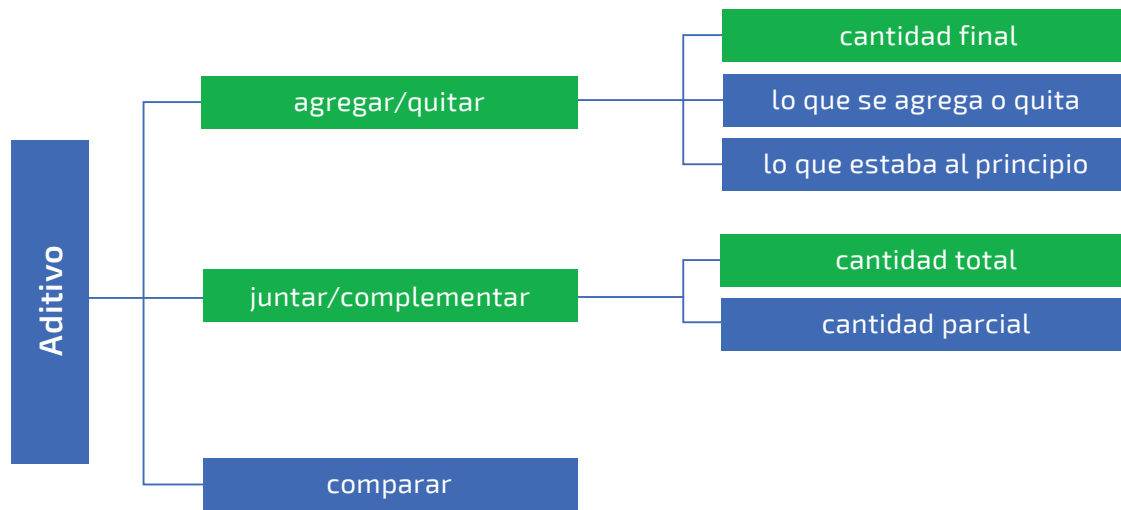 Aditivo
agregar/quitar
cantidad final
lo que se agrega o quita
lo que estaba al principio
juntar/complementar
cantidad total
cantidad parcial
comparar